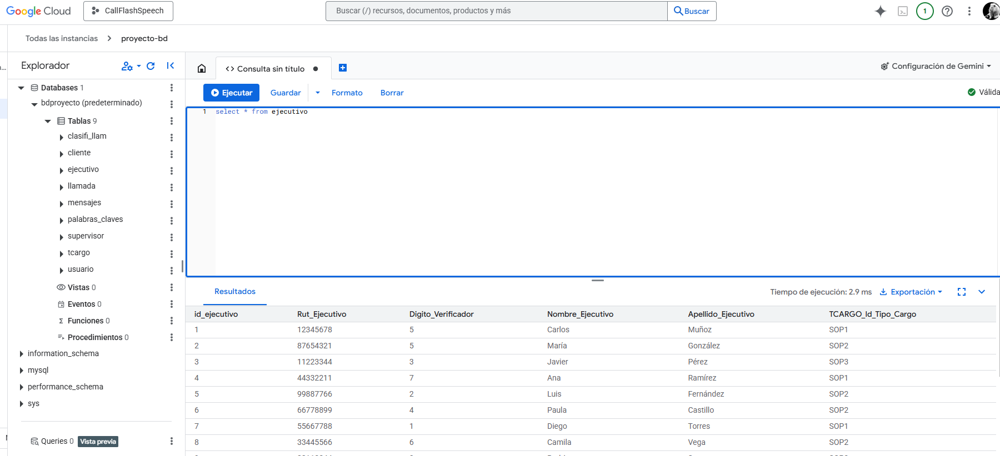 Google Cloud
CallFlashSpeech
Buscar (/) recursos, documentos, productos y más
Buscar
1
Todas las instancias
proyecto-bd
Explorador
Consulta sin título
Configuración de Gemini
Databases 1
bdproyecto (predeterminado)
Tablas 9
clasifi_llam
cliente
ejecutivo
llamada
mensajes
palabras_claves
supervisor
tcargo
usuario
Vistas 0
Eventos 0
Funciones 0
Procedimientos 0
information_schema
mysql
performance_schema
sys
Queries 0 Vista previa
Ejecutar Guardar Formato Borrar
Válida
1 select * from ejecutivo
Resultados
Tiempo de ejecución: 2.9 ms
Exportación
id_ejecutivo Rut_Ejecutivo Digito_Verificador Nombre_Ejecutivo Apellido_Ejecutivo TCARGO_Id_Tipo_Cargo
1 12345678 5 Carlos Muñoz SOP1
2 87654321 5 María González SOP2
3 11223344 3 Javier Pérez SOP3
4 44332211 7 Ana Ramírez SOP1
5 99887766 2 Luis Fernández SOP2
6 66778899 4 Paula Castillo SOP2
7 55667788 1 Diego Torres SOP1
8 33445566 6 Camila Vega SOP2